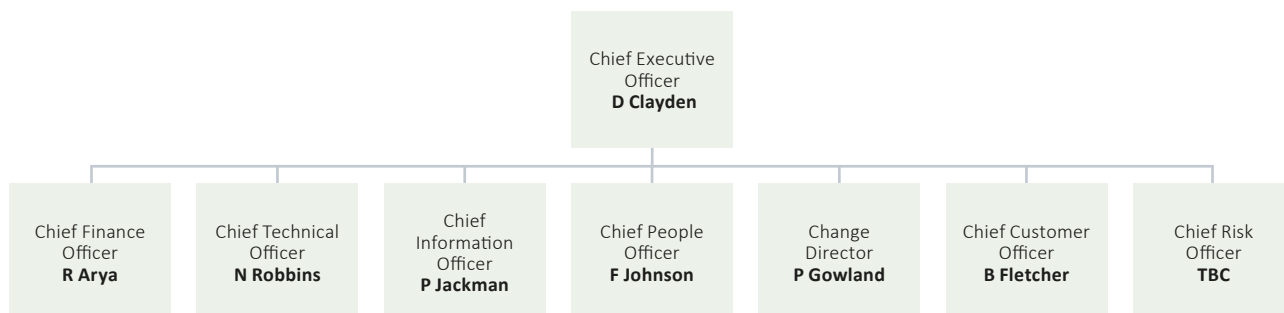 Chief Executive
Officer
D Clayden
Chief Finance
Officer
R Arya
Chief Technical
Officer
N Robbins
Chief
Information
Officer
P Jackman
Chief People
Officer
F Johnson
Change
Director
P Gowland
Chief Customer
Officer
B Fletcher
Chief Risk
Officer
TBC